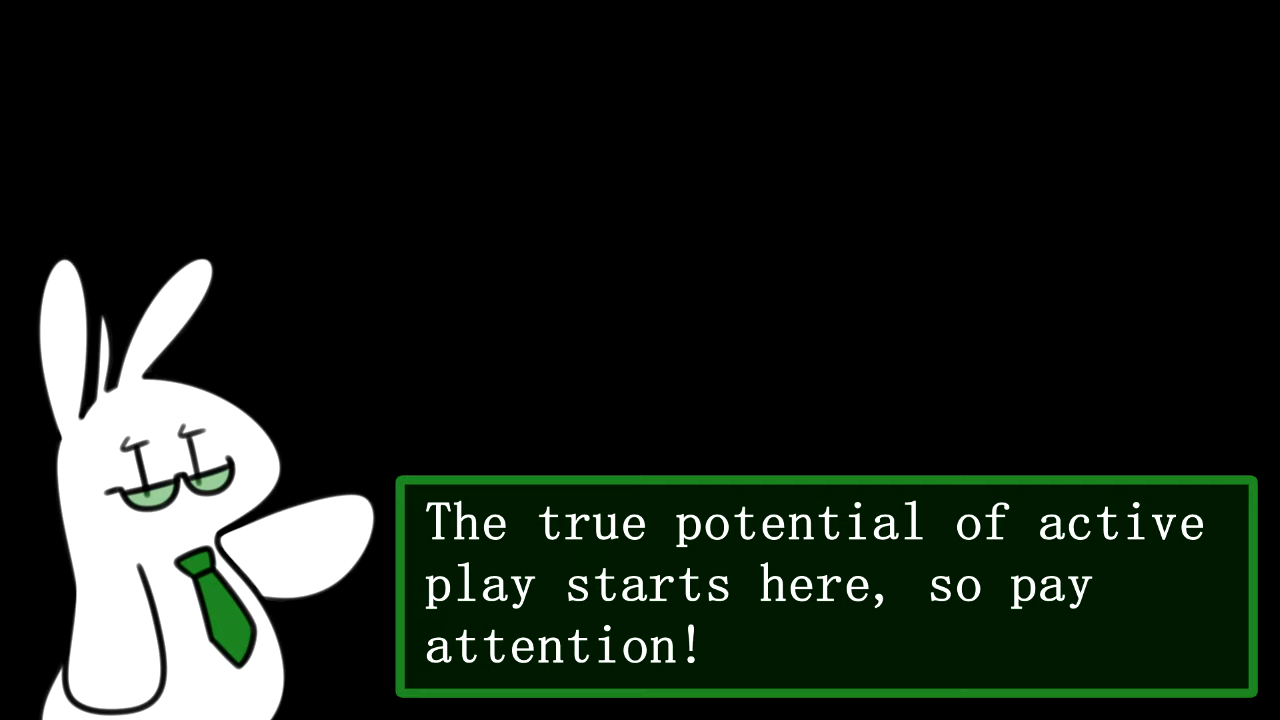 The true potential of active
play starts here, so pay
attention!